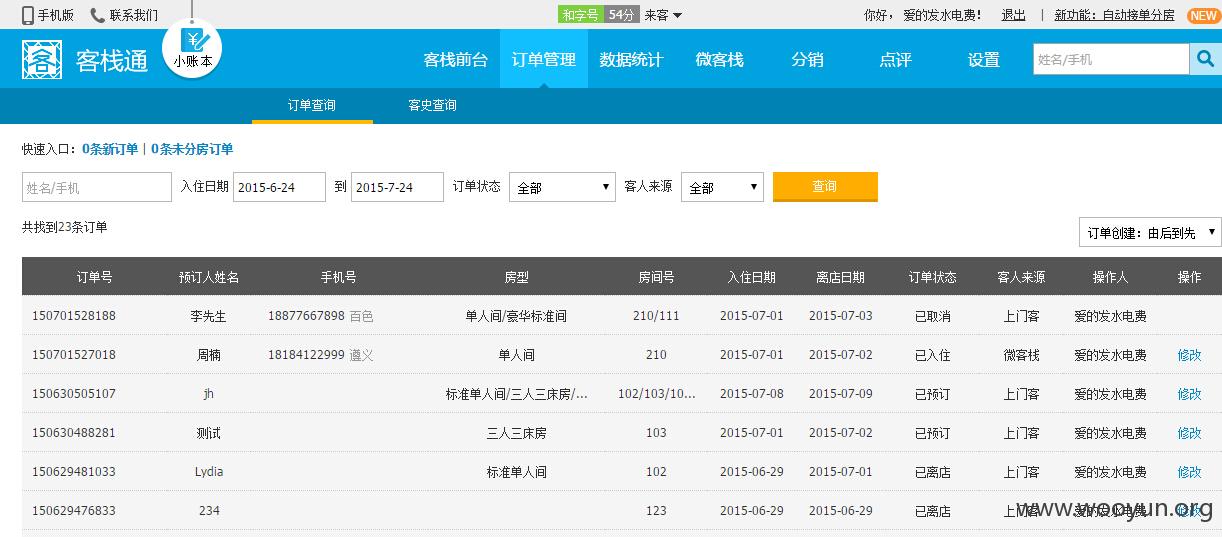 手机版 联系我们 和字号 54分 来客 你好， 爱的发水电费! 退出 | 新功能：自动接单分房 NEW
客 客栈通 ¥ 小账本 客栈前台 订单管理 数据统计 微客栈 分销 点评 设置 姓名/手机
订单查询 客史查询
快速入口： 0条新订单 | 0条未分房订单
姓名/手机 入住日期 2015-6-24 到 2015-7-24 订单状态 全部 客人来源 全部 查询
共找到23条订单 订单创建：由后到先
订单号 预订人姓名 手机号 房型 房间号 入住日期 离店日期 订单状态 客人来源 操作人 操作
150701528188 李先生 18877667898 百色 单人间/豪华标准间 210/111 2015-07-01 2015-07-03 已取消 上门客 爱的发水电费
150701527018 周楠 18184122999 遵义 单人间 210 2015-07-01 2015-07-02 已入住 微客栈 爱的发水电费 修改
150630505107 jh 标准单人间/三人三床房/... 102/103/10... 2015-07-08 2015-07-09 已预订 上门客 爱的发水电费 修改
150630488281 测试 三人三床房 103 2015-07-01 2015-07-02 已预订 上门客 爱的发水电费 修改
150629481033 Lydia 标准单人间 102 2015-06-29 2015-07-01 已离店 上门客 爱的发水电费 修改
150629476833 234 123 2015-06-29 2015-06-29 已离店 上门客 爱的发水电费 修改
www.wooyun.org